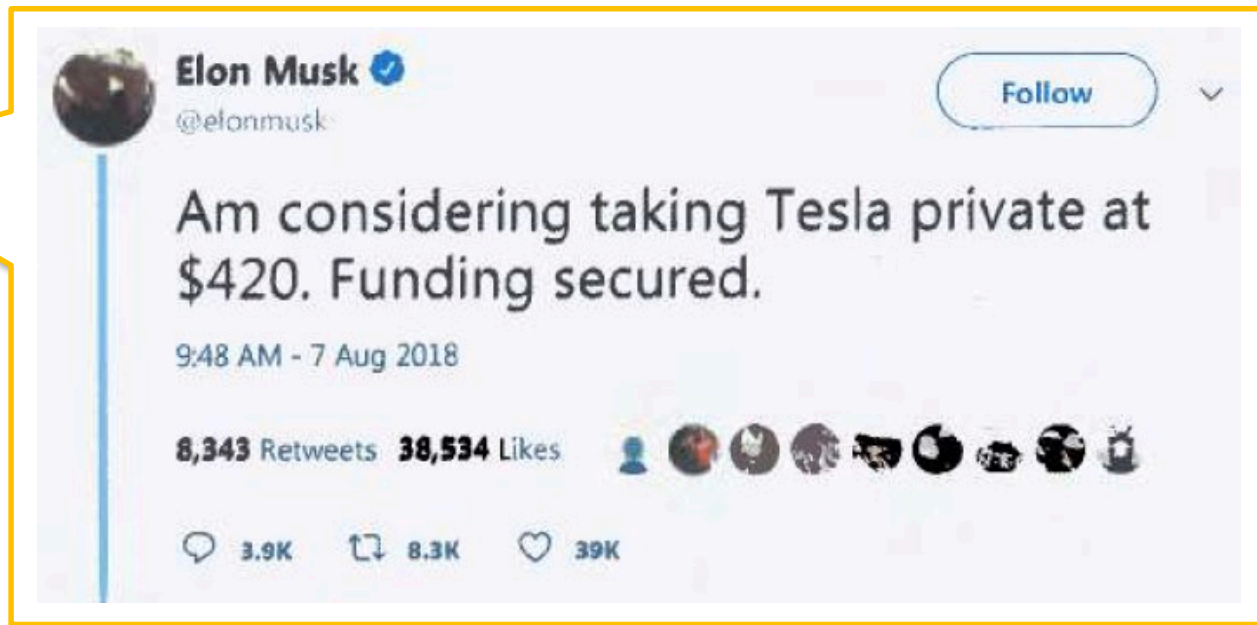 Elon Musk
@elonmusk
Follow
Am considering taking Tesla private at
$420. Funding secured.
9:48 AM - 7 Aug 2018
8,343 Retweets 38,534 Likes
3.9K 8.3K 39K